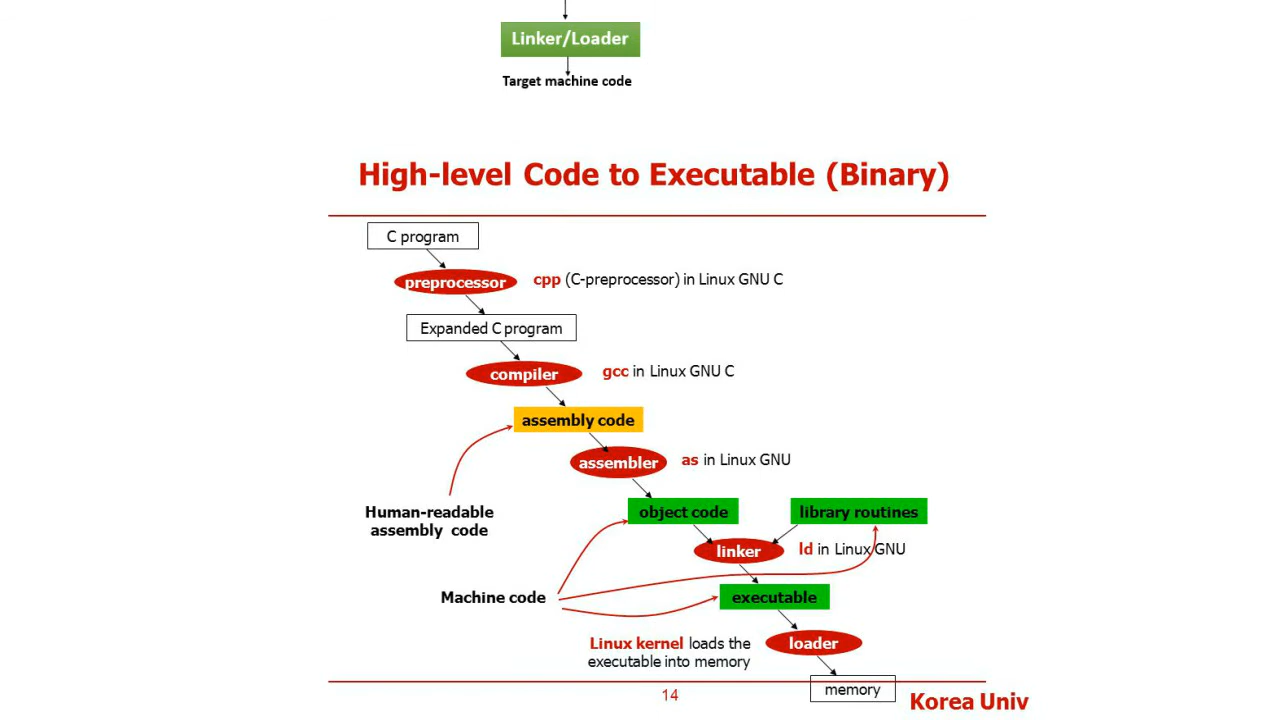 Linker/Loader
Target machine code
High-level Code to Executable (Binary)
C program
preprocessor
cpp (C-preprocessor) in Linux GNU C
Expanded C program
compiler
gcc in Linux GNU C
assembly code
assembler
as in Linux GNU
Human-readable
assembly code
object code
library routines
linker
ld in Linux GNU
Machine code
executable
Linux kernel loads the
executable into memory
loader
memory
14
Korea Univ